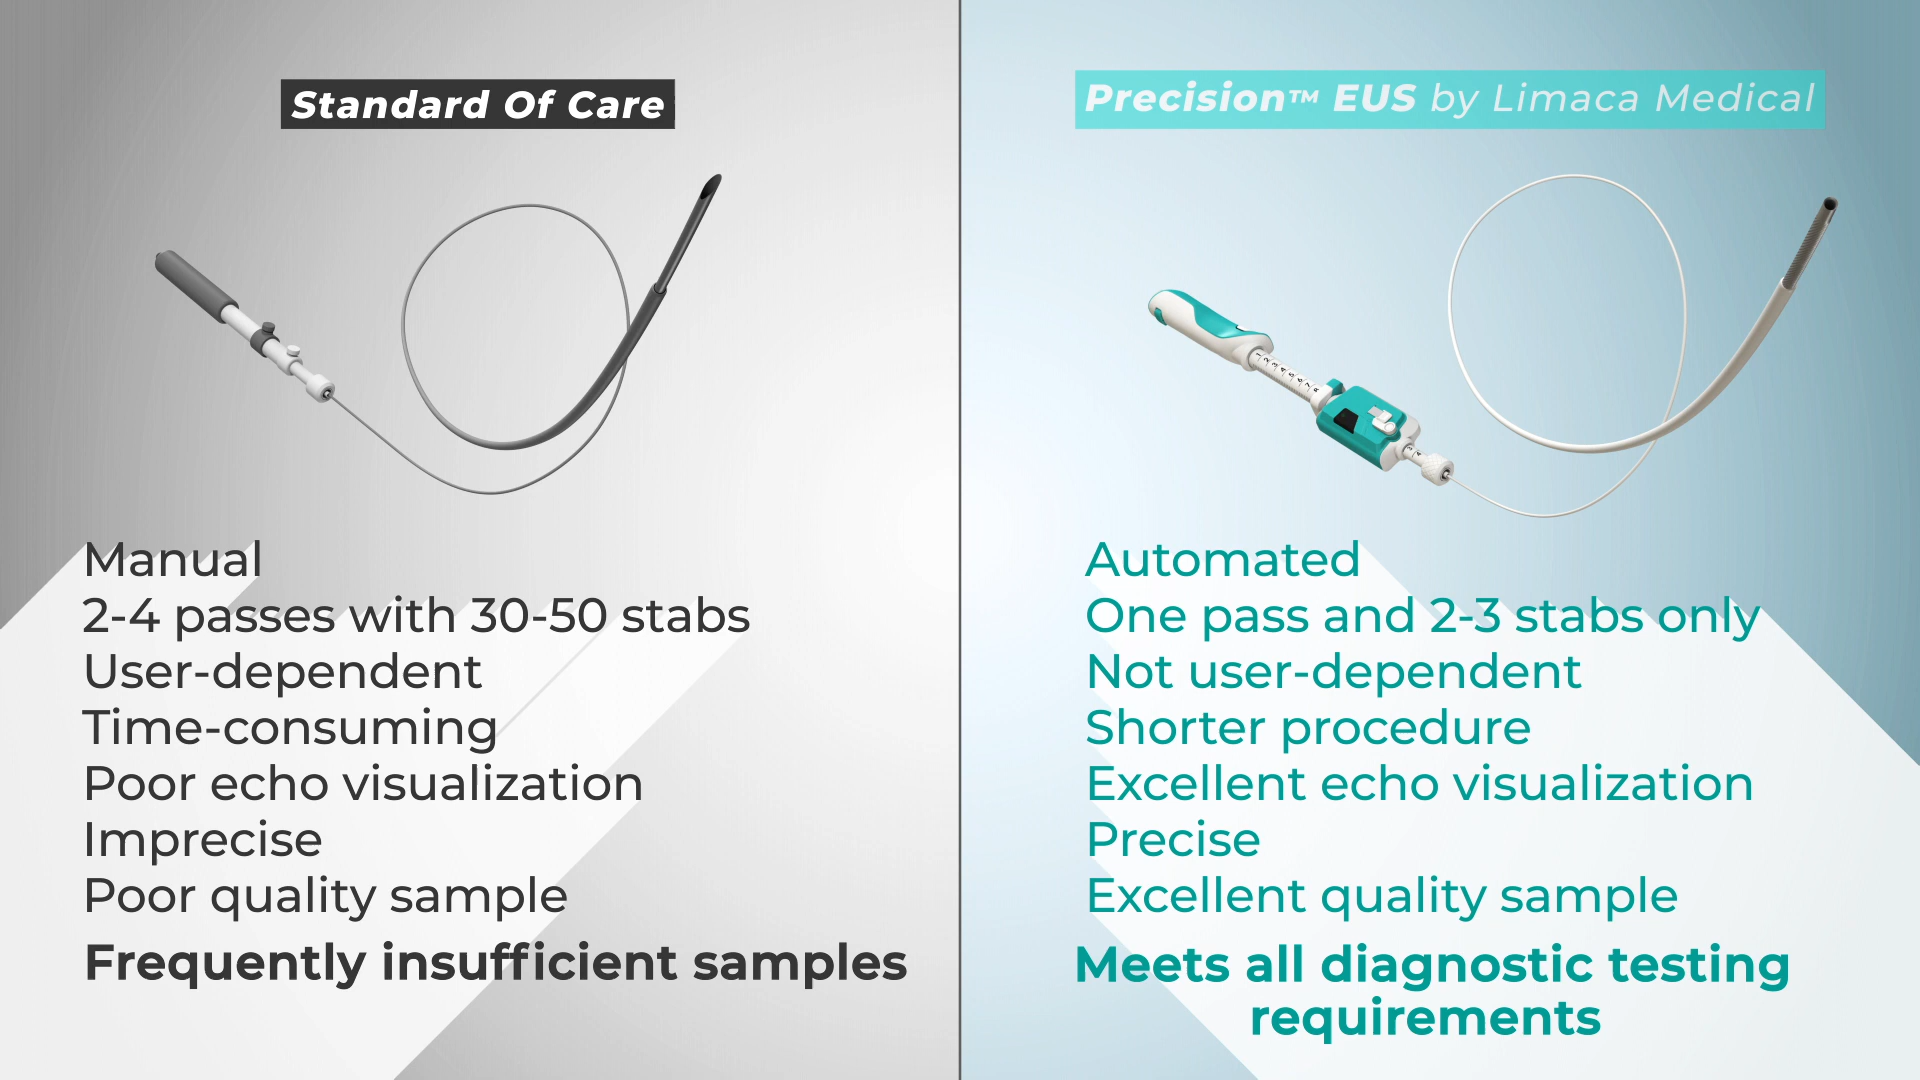 Standard Of Care
Manual
2-4 passes with 30-50 stabs
User-dependent
Time-consuming
Poor echo visualization
Imprecise
Poor quality sample
Frequently insufficient samples
Precision™ EUS by Limaca Medical
Automated
One pass and 2-3 stabs only
Not user-dependent
Shorter procedure
Excellent echo visualization
Precise
Excellent quality sample
Meets all diagnostic testing
requirements